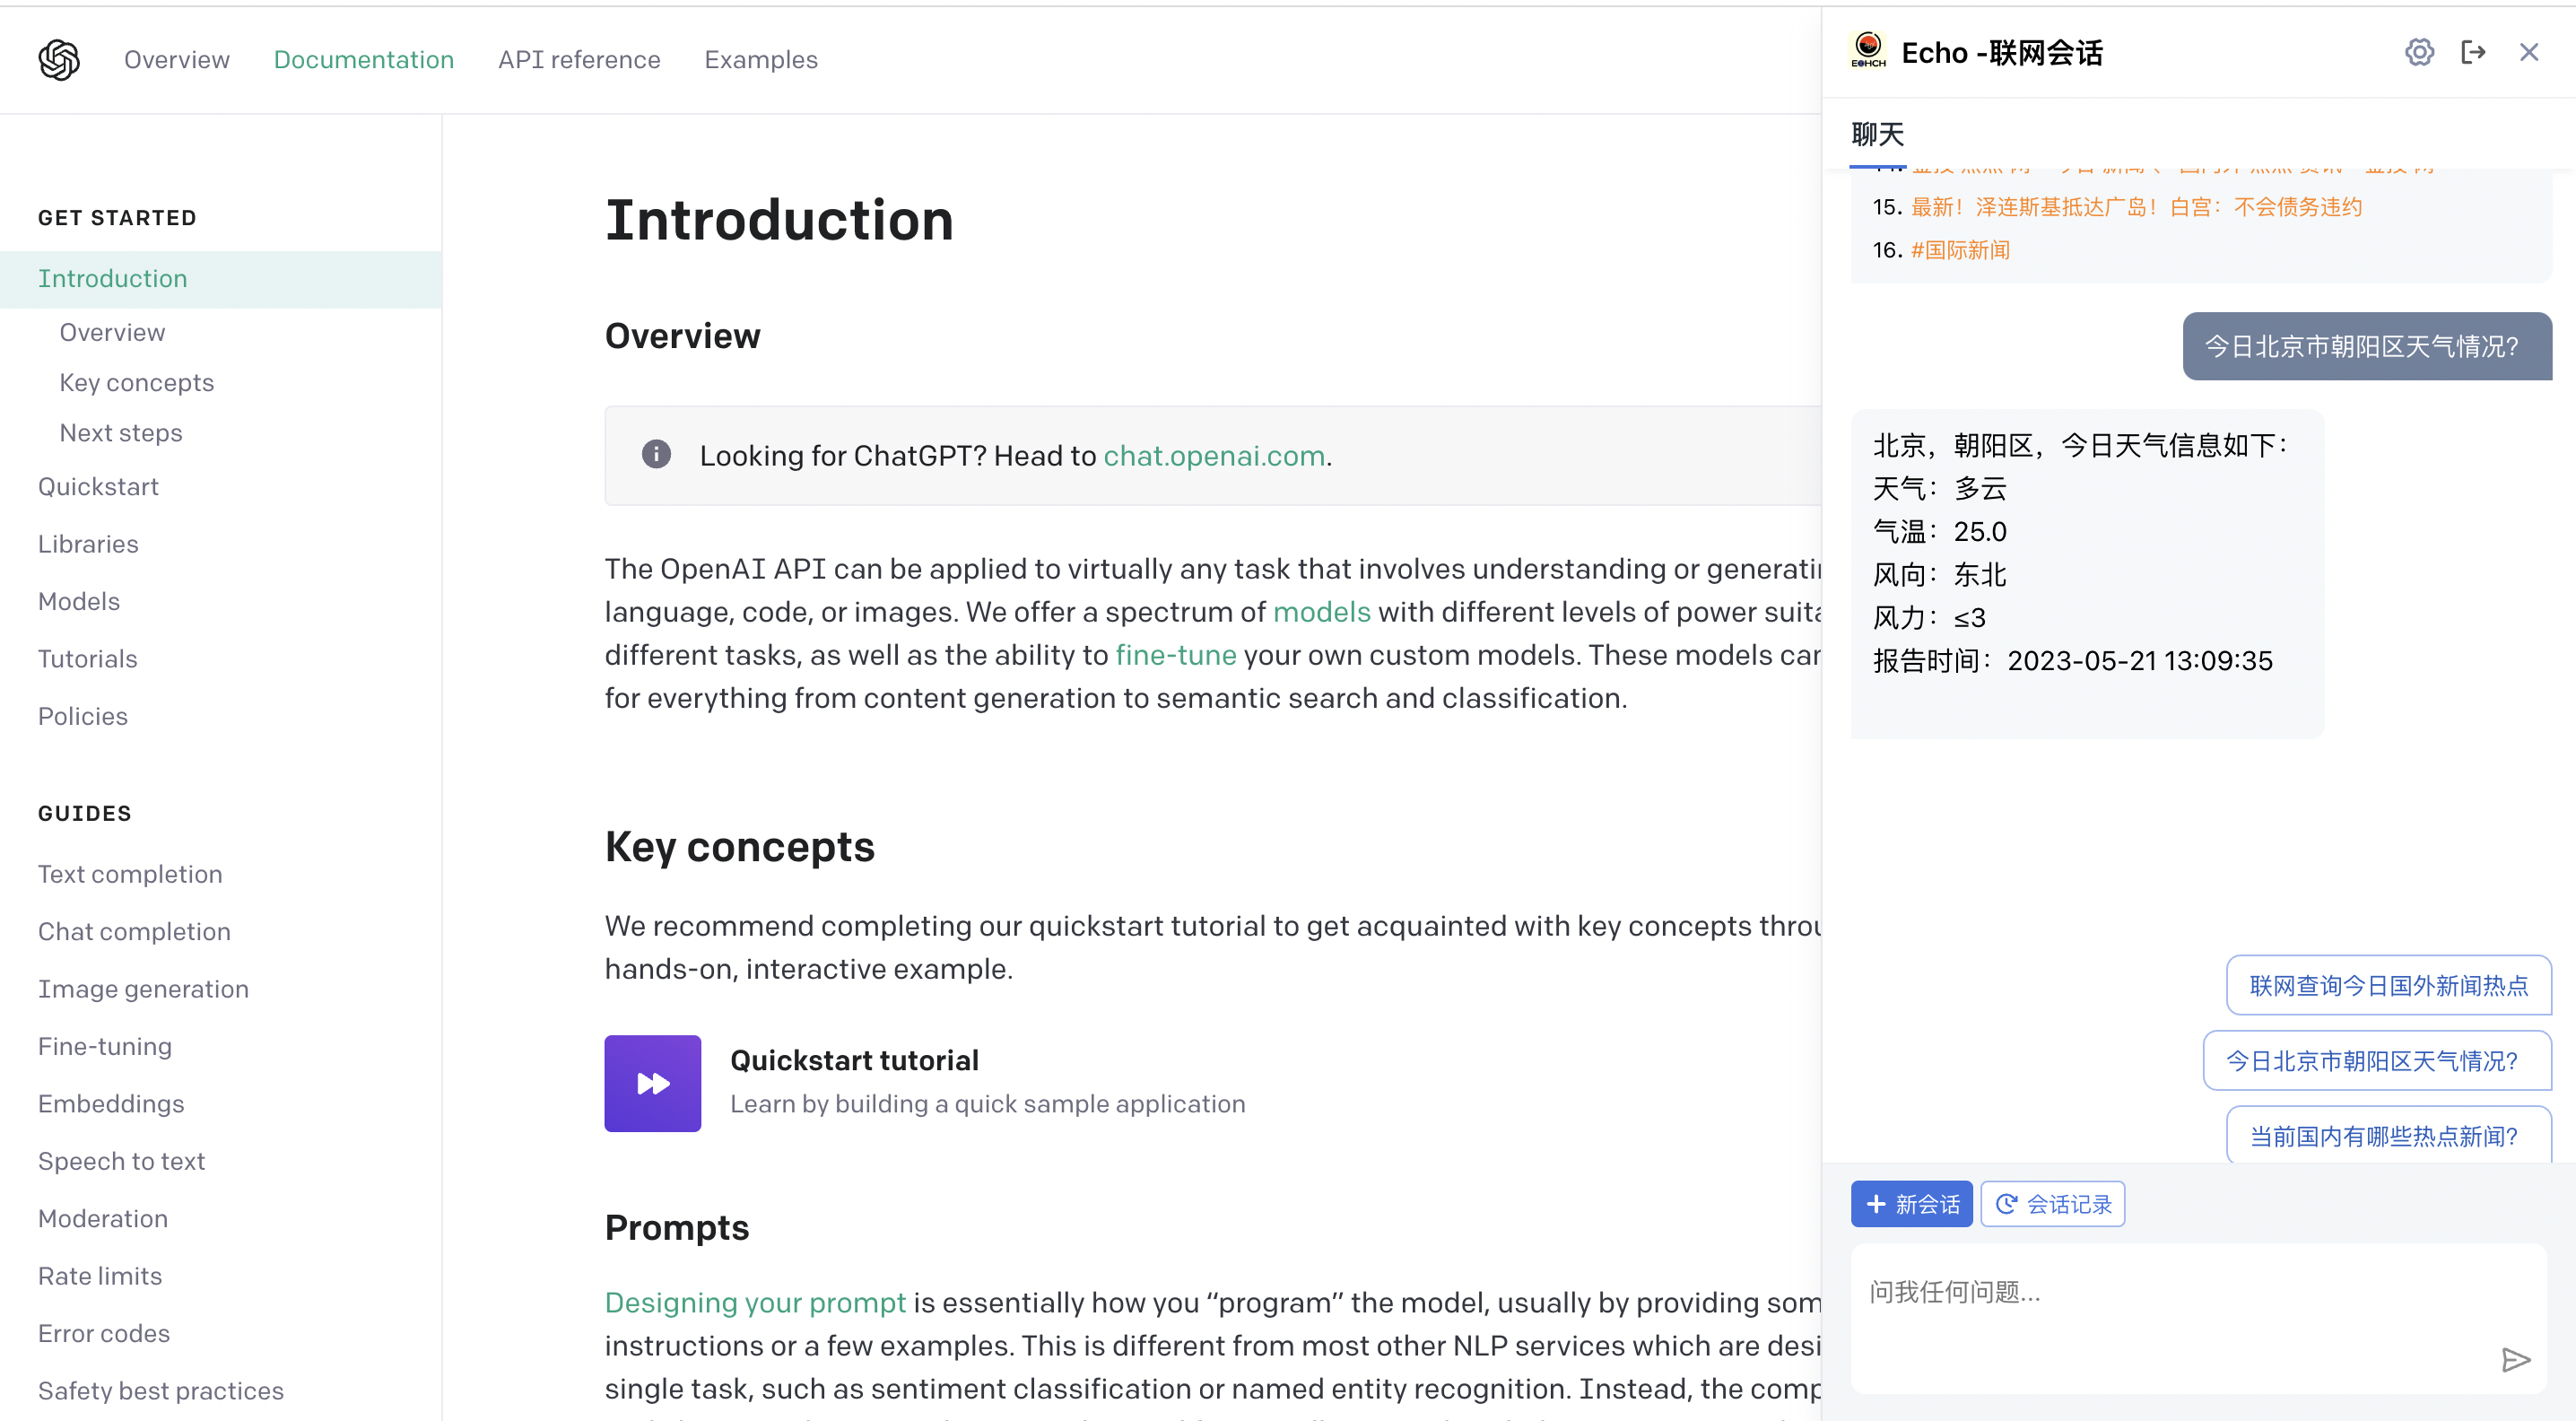 Overview
Documentation
API reference
Examples
GET STARTED
Introduction
Overview
Key concepts
Next steps
Quickstart
Libraries
Models
Tutorials
Policies
GUIDES
Text completion
Chat completion
Image generation
Fine-tuning
Embeddings
Speech to text
Moderation
Rate limits
Error codes
Safety best practices
Introduction
Overview
Looking for ChatGPT? Head to chat.openai.com.
The OpenAI API can be applied to virtually any task that involves understanding or
language, code, or images. We offer a spectrum of models with different levels of power
different tasks, as well as the ability to fine-tune your own custom models. These models
for everything from content generation to semantic search and classification.
Key concepts
We recommend completing our quickstart tutorial to get acquainted with key concepts
hands-on, interactive example.
Quickstart tutorial
Learn by building a quick sample application
Prompts
Designing your prompt is essentially how you “program” the model, usually by providing
instructions or a few examples. This is different from most other NLP services which are
single task, such as sentiment classification or named entity recognition. Instead, the
Echo -联网会话
聊天
15. 最新！泽连斯基抵达广岛！白宫：不会债务违约
16. #国际新闻
今日北京市朝阳区天气情况?
北京，朝阳区，今日天气信息如下：
天气：多云
气温：25.0
风向：东北
风力：≤3
报告时间：2023-05-21 13:09:35
联网查询今日国外新闻热点
今日北京市朝阳区天气情况?
当前国内有哪些热点新闻?
新会话
会话记录
问我任何问题...